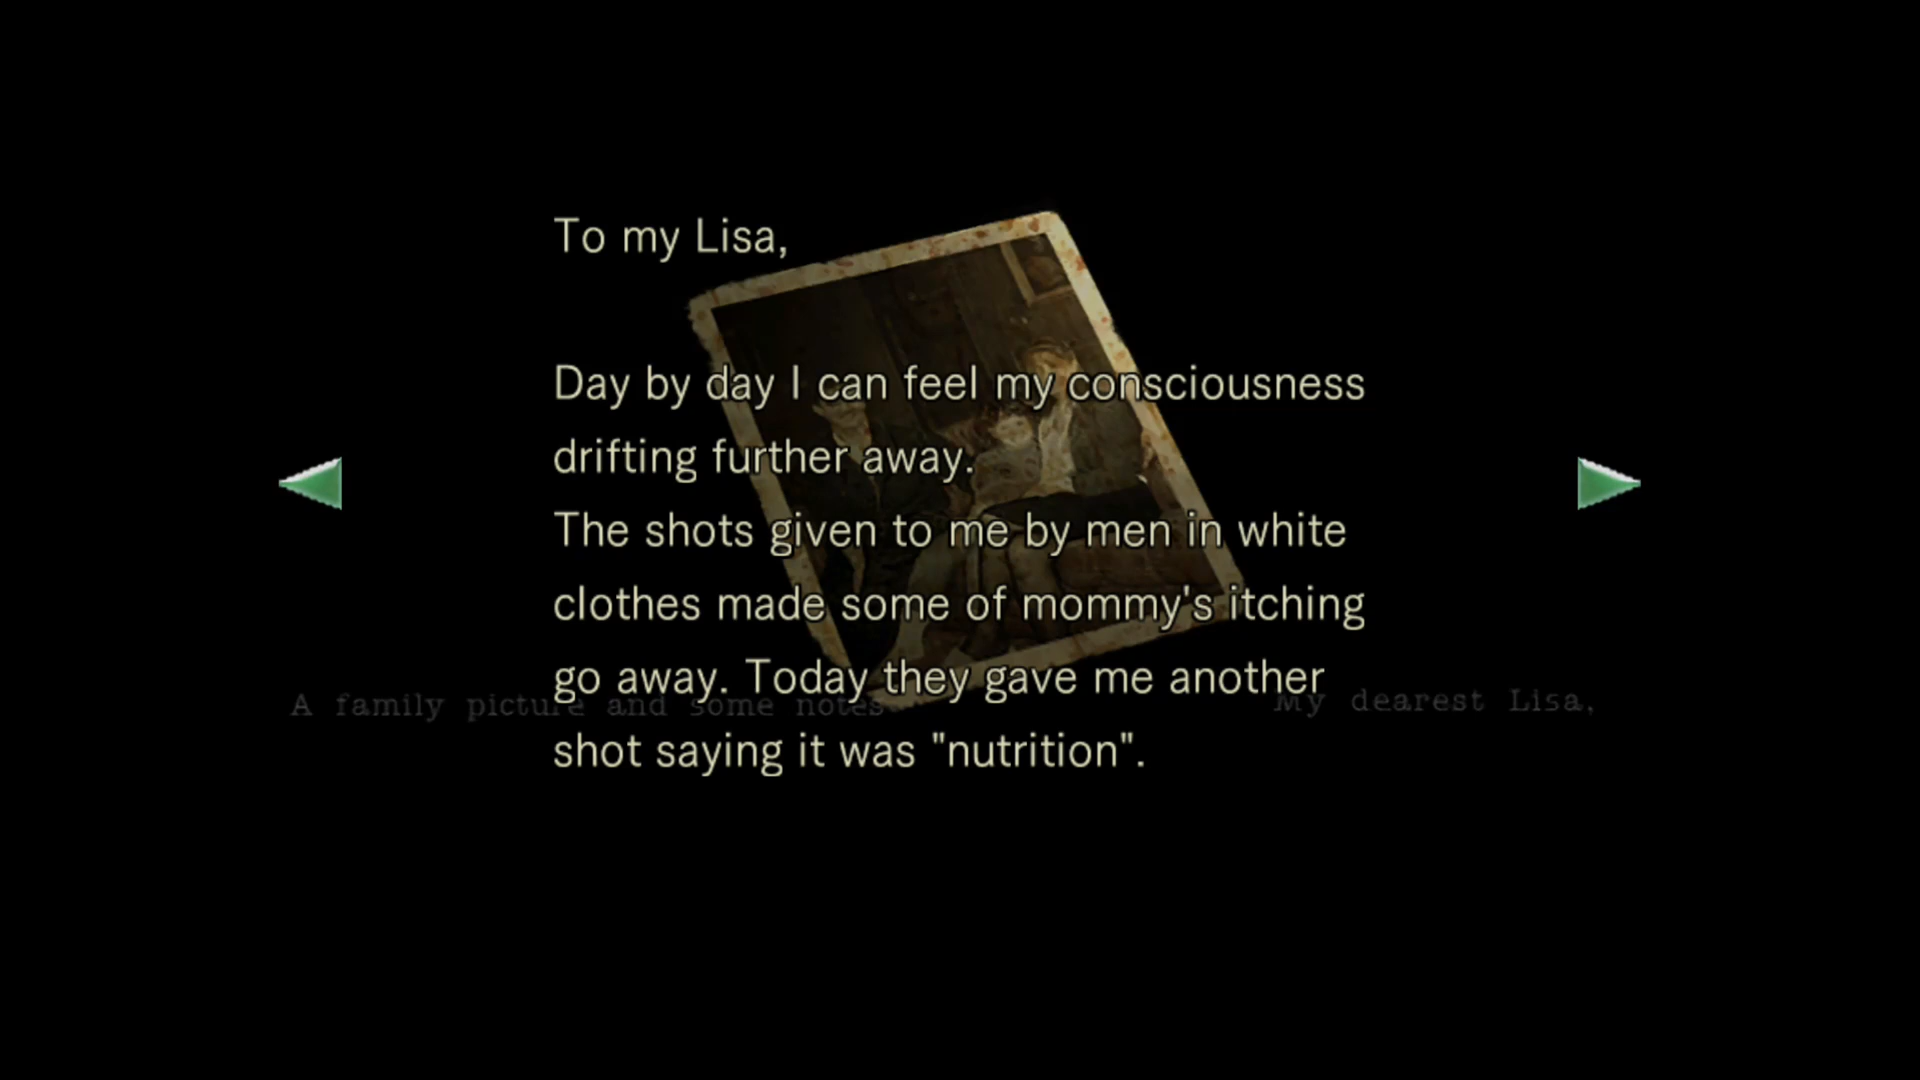 To my Lisa,
Day by day I can feel my consciousness
drifting further away.
The shots given to me by men in white
clothes made some of mommy's itching
go away. Today they gave me another
A family picture and some notes
My dearest Lisa,
shot saying it was "nutrition".